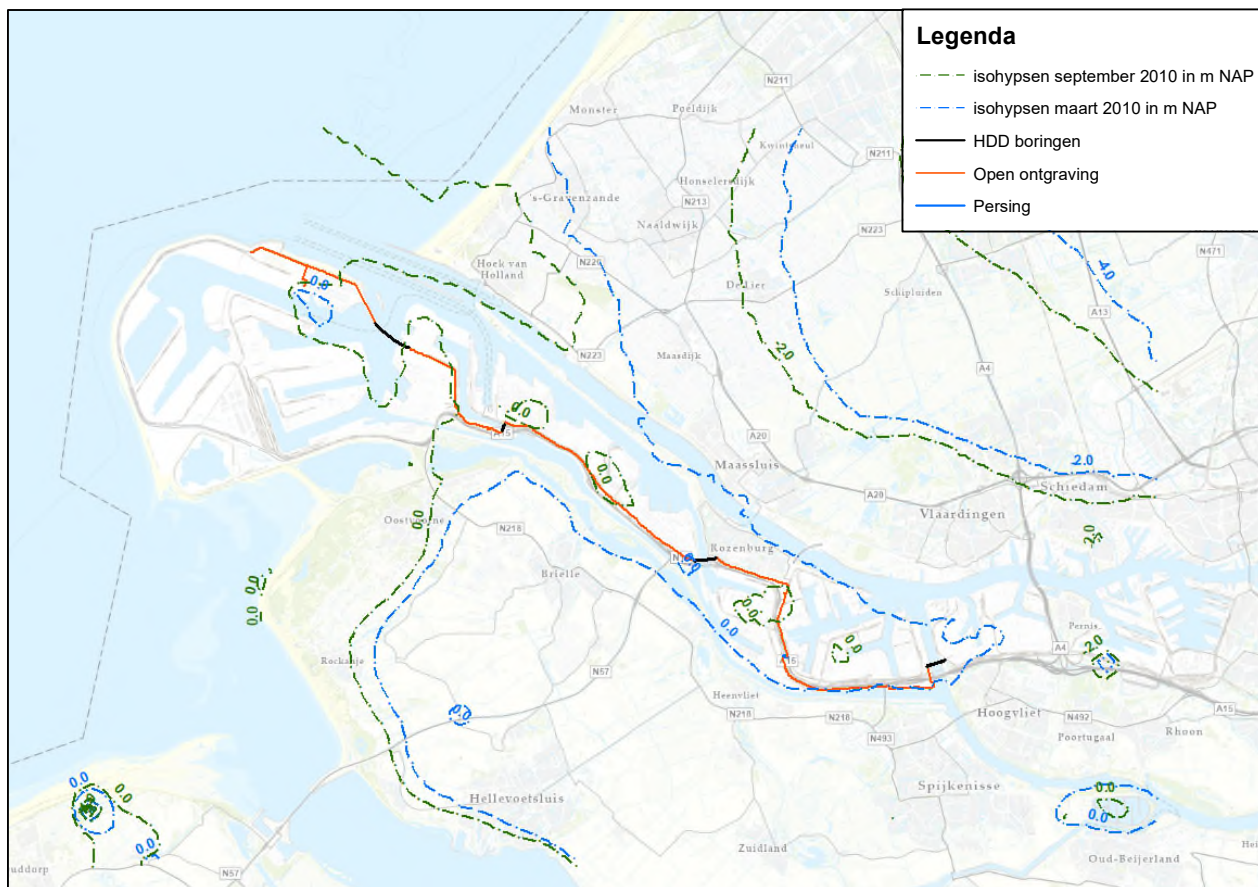 Legenda
isohypsen september 2010 in m NAP
isohypsen maart 2010 in m NAP
HDD boringen
Open ontgraving
Persing
N211
Monster
Poeldijk
Kwintsheul
N211
Honselersdijk
's-Gravenzande
N213
Naaldwijk
N223
N471
N220
Hoek van
Holland
De Lier
Schipluiden
-4.0
A13
0.0
-2.0
N223
Maasdijk
A4
0.0
A15
A20
Maassluis
-2.0
Schiedam
0.0
A20
Vlaardingen
Oostvoorne
0.0
N218
-2.0
Rozenburg
Brielle
0.0
0.0
0.0
0.0
0.0
Pernis
A4
-2.0
Rockanje
A15
N57
Heenvliet
N218
N218
Hoogvliet
N492
A15
0.0
N493
Poortugaal
Rhoon
Spijkenisse
0.0
0.0
0.0
Hellevoetsluis
0.0
0.0
Zuidland
Oud-Beijerland
uddorp
N57